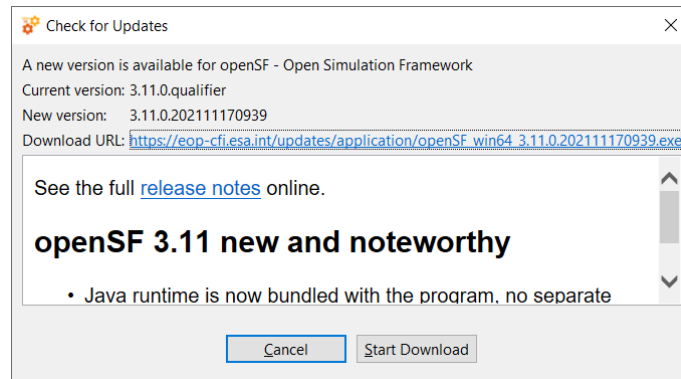 Check for Updates
A new version is available for openSF - Open Simulation Framework
Current version: 3.11.0.qualifier
New version: 3.11.0.202111170939
Download URL: https://eop-cfi.esa.int/updates/application/openSF_win64_3.11.0.202111170939.exe
See the full release notes online.
openSF 3.11 new and noteworthy
• Java runtime is now bundled with the program, no separate
Cancel
Start Download